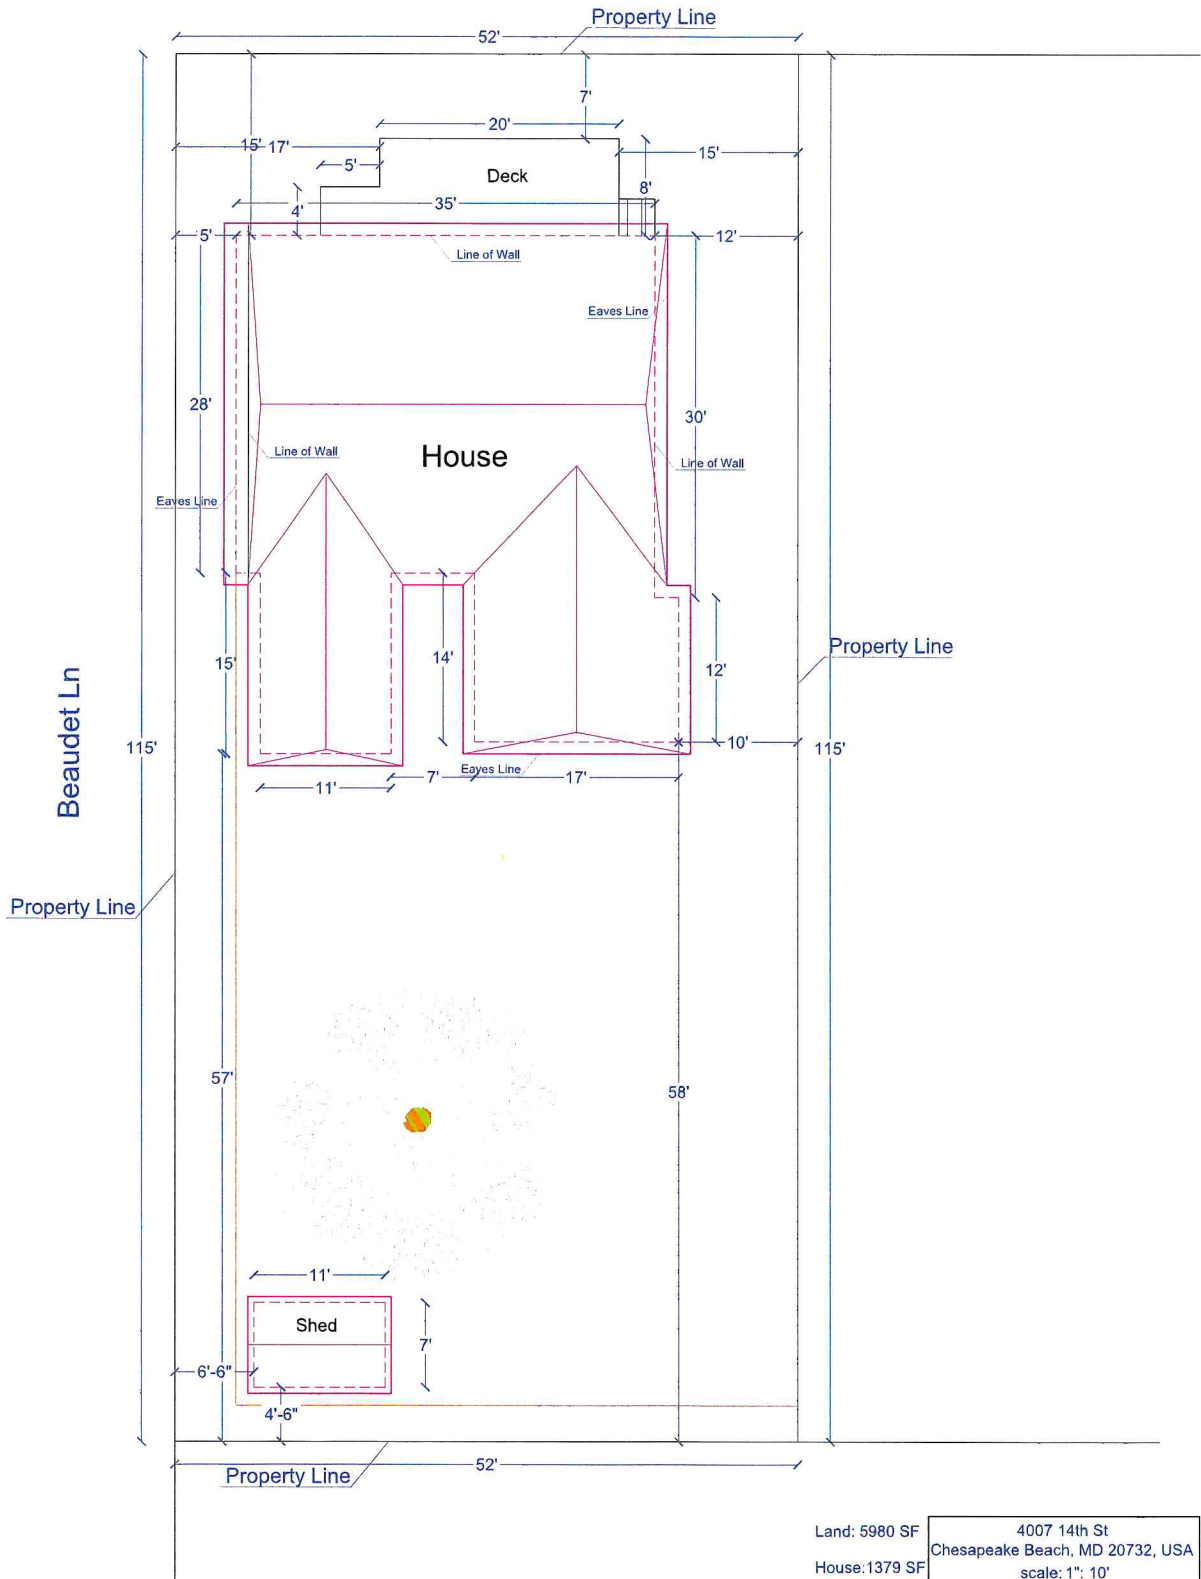 Property Line
52'
7'
20'
15'
17'
15'
5'
Deck
8'
4'
35'
5'
12'
Line of Wall
Eaves Line
28'
30'
House
Line of Wall
Line of Wall
Eaves Line
15'
14'
12'
Property Line
Beaudet Ln
115'
10'
115'
Eayes Line
7'
17'
11'
Property Line
57'
58'
11'
Shed
7'
6'-6"
4'-6"
52'
Property Line
Land: 5980 SF
House:1379 SF
4007 14th St
Chesapeake Beach, MD 20732, USA
scale: 1": 10'